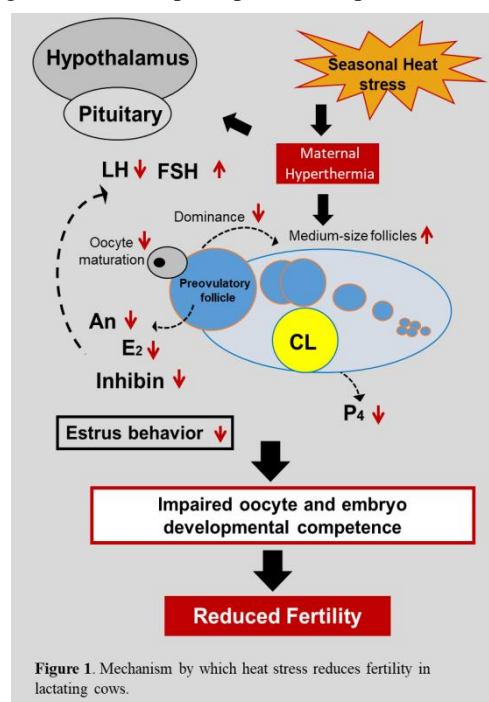 Hypothalamus
Seasonal Heat
stress
Pituitary
Maternal
Hyperthermia
LH FSH
Dominance
Medium-size follicles
Oocyte
maturation
Preovulatory
follicle
An
E2
CL
Inhibin
P4
Estrus behavior
Impaired oocyte and embryo
developmental competence
Reduced Fertility
Figure 1. Mechanism by which heat stress reduces fertility in
lactating cows.